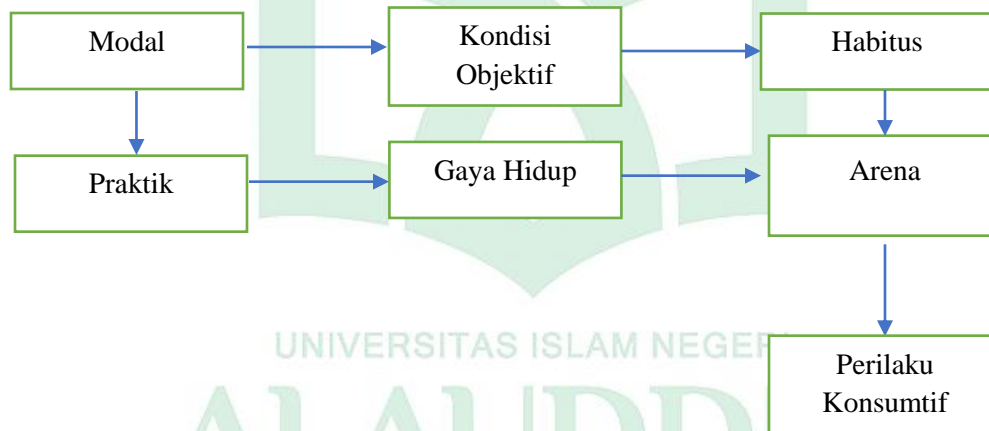 Modal
Kondisi
Objektif
Habitus
Praktik
Gaya Hidup
Arena
UNIVERSITAS ISLAM NEGERI
Perilaku
Konsumtif